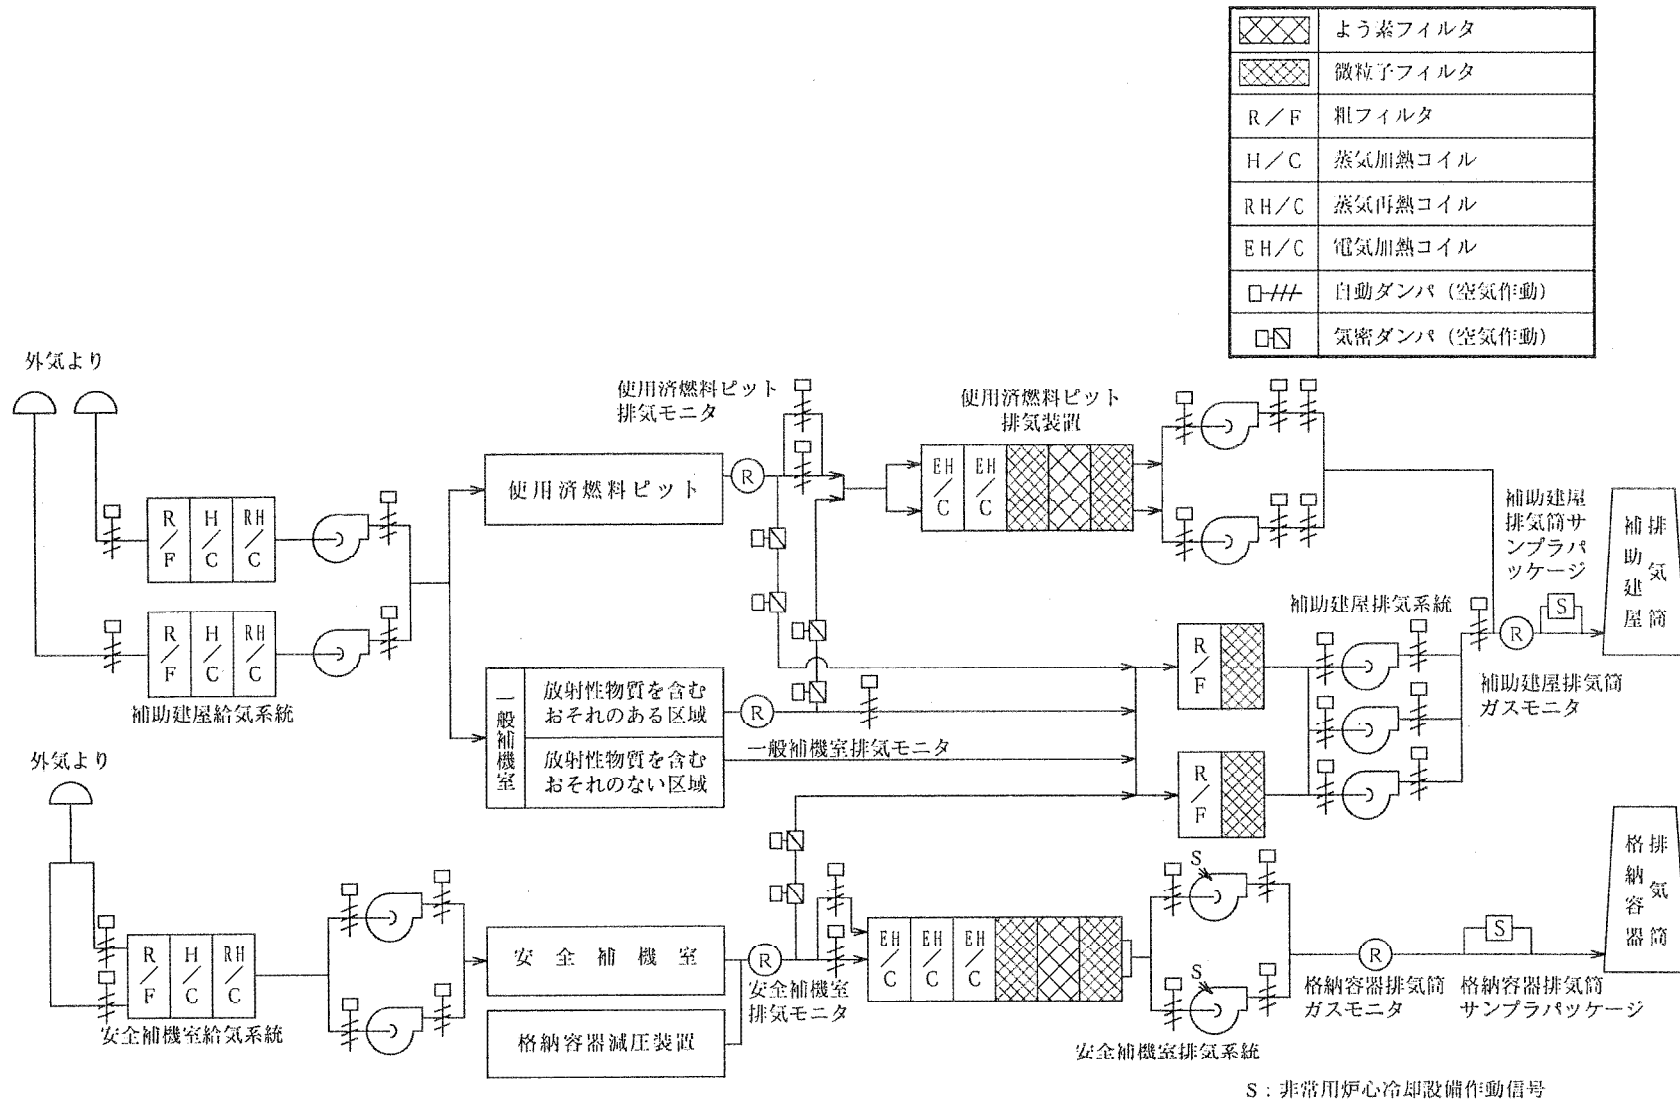 よう素フィルタ
微粒子フィルタ
R/F 粗フィルタ
H/C 蒸気加熱コイル
RH/C 蒸気再熱コイル
EH/C 電気加熱コイル
自動ダンパ（空気作動）
気密ダンパ（空気作動）
外気より
R/F H/C RH/C
R/F H/C RH/C
補助建屋給気系統
使用済燃料ピット
使用済燃料ピット
排気モニタ
R
使用済燃料ピット
排気装置
EH/C EH/C
一般補機室
放射性物質を含む
おそれのある区域
放射性物質を含む
おそれのない区域
R
一般補機室排気モニタ
R/F
R/F
補助建屋排気系統
補助建屋
排気筒サ
ンプラパ
ッケージ
S
R
補助建屋排気筒
ガスモニタ
補助建屋
排気筒
外気より
R/F H/C RH/C
安全補機室給気系統
安全補機室
格納容器減圧装置
R
安全補機室
排気モニタ
EH/C EH/C EH/C
S
S
安全補機室排気系統
R
格納容器排気筒
ガスモニタ
S
格納容器排気筒
サンプラパッケージ
格納容器
排気筒
S：非常用炉心冷却設備作動信号